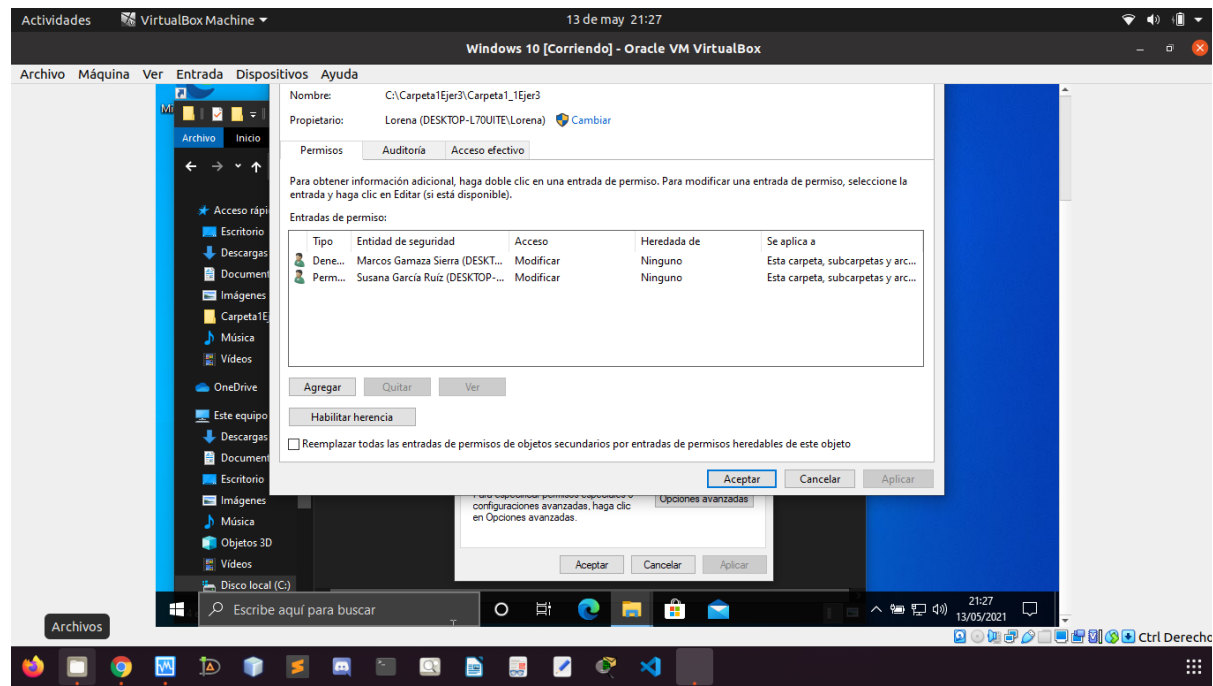 Actividades VirtualBox Machine 13 de may 21:27
Windows 10 [Corriendo] - Oracle VM VirtualBox
Archivo Máquina Ver Entrada Dispositivos Ayuda
Nombre: C:\Carpeta1Ejer3\Carpeta1_1Ejer3
Propietario: Lorena (DESKTOP-L70UITE\Lorena) Cambiar
Archivo Inicio
Permisos Auditoría Acceso efectivo
Para obtener información adicional, haga doble clic en una entrada de permiso. Para modificar una entrada de permiso, seleccione la
entrada y haga clic en Editar (si está disponible).
Entradas de permiso:
Tipo Entidad de seguridad Acceso Heredada de Se aplica a
Dene... Marcos Gamaza Sierra (DESKT... Modificar Ninguno Esta carpeta, subcarpetas y arc...
Perm... Susana García Ruíz (DESKTOP-... Modificar Ninguno Esta carpeta, subcarpetas y arc...
Acceso rápi
Escritorio
Descargas
Document
Imágenes
Carpeta1E
Música
Vídeos
OneDrive
Este equipo
Descargas
Document
Escritorio
Imágenes
Música
Objetos 3D
Vídeos
Disco local (C:)
Agregar Quitar Ver
Habilitar herencia
Reemplazar todas las entradas de permisos de objetos secundarios por entradas de permisos heredables de este objeto
Aceptar Cancelar Aplicar
Para especificar permisos especiales o
configuraciones avanzadas, haga clic
en Opciones avanzadas.
Opciones avanzadas
Aceptar Cancelar Aplicar
Escribe aquí para buscar
21:27
13/05/2021
Archivos
Ctrl Derecho